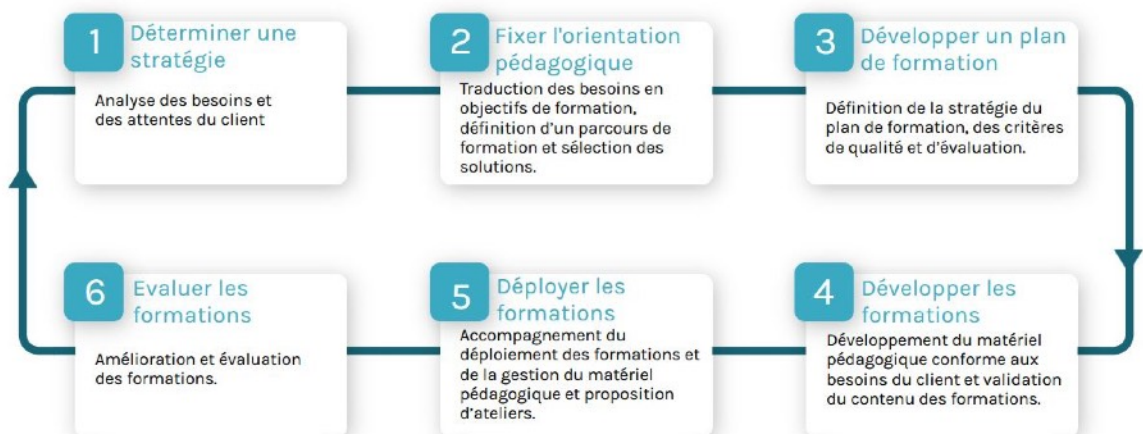 1
Déterminer une
stratégie
Analyse des besoins et
des attentes du client
2
Fixer l'orientation
pédagogique
Traduction des besoins en
objectifs de formation,
définition d'un parcours de
formation et sélection des
solutions.
3
Développer un plan
de formation
Définition de la stratégie du
plan de formation, des critères
de qualité et d'évaluation.
4
Développer les
formations
Développement du matériel
pédagogique conforme aux
besoins du client et validation
du contenu des formations.
5
Déployer les
formations
Accompagnement du
déploiement des formations et
de la gestion du matériel
pédagogique et proposition
d'ateliers.
6
Evaluer les
formations
Amélioration et évaluation
des formations.